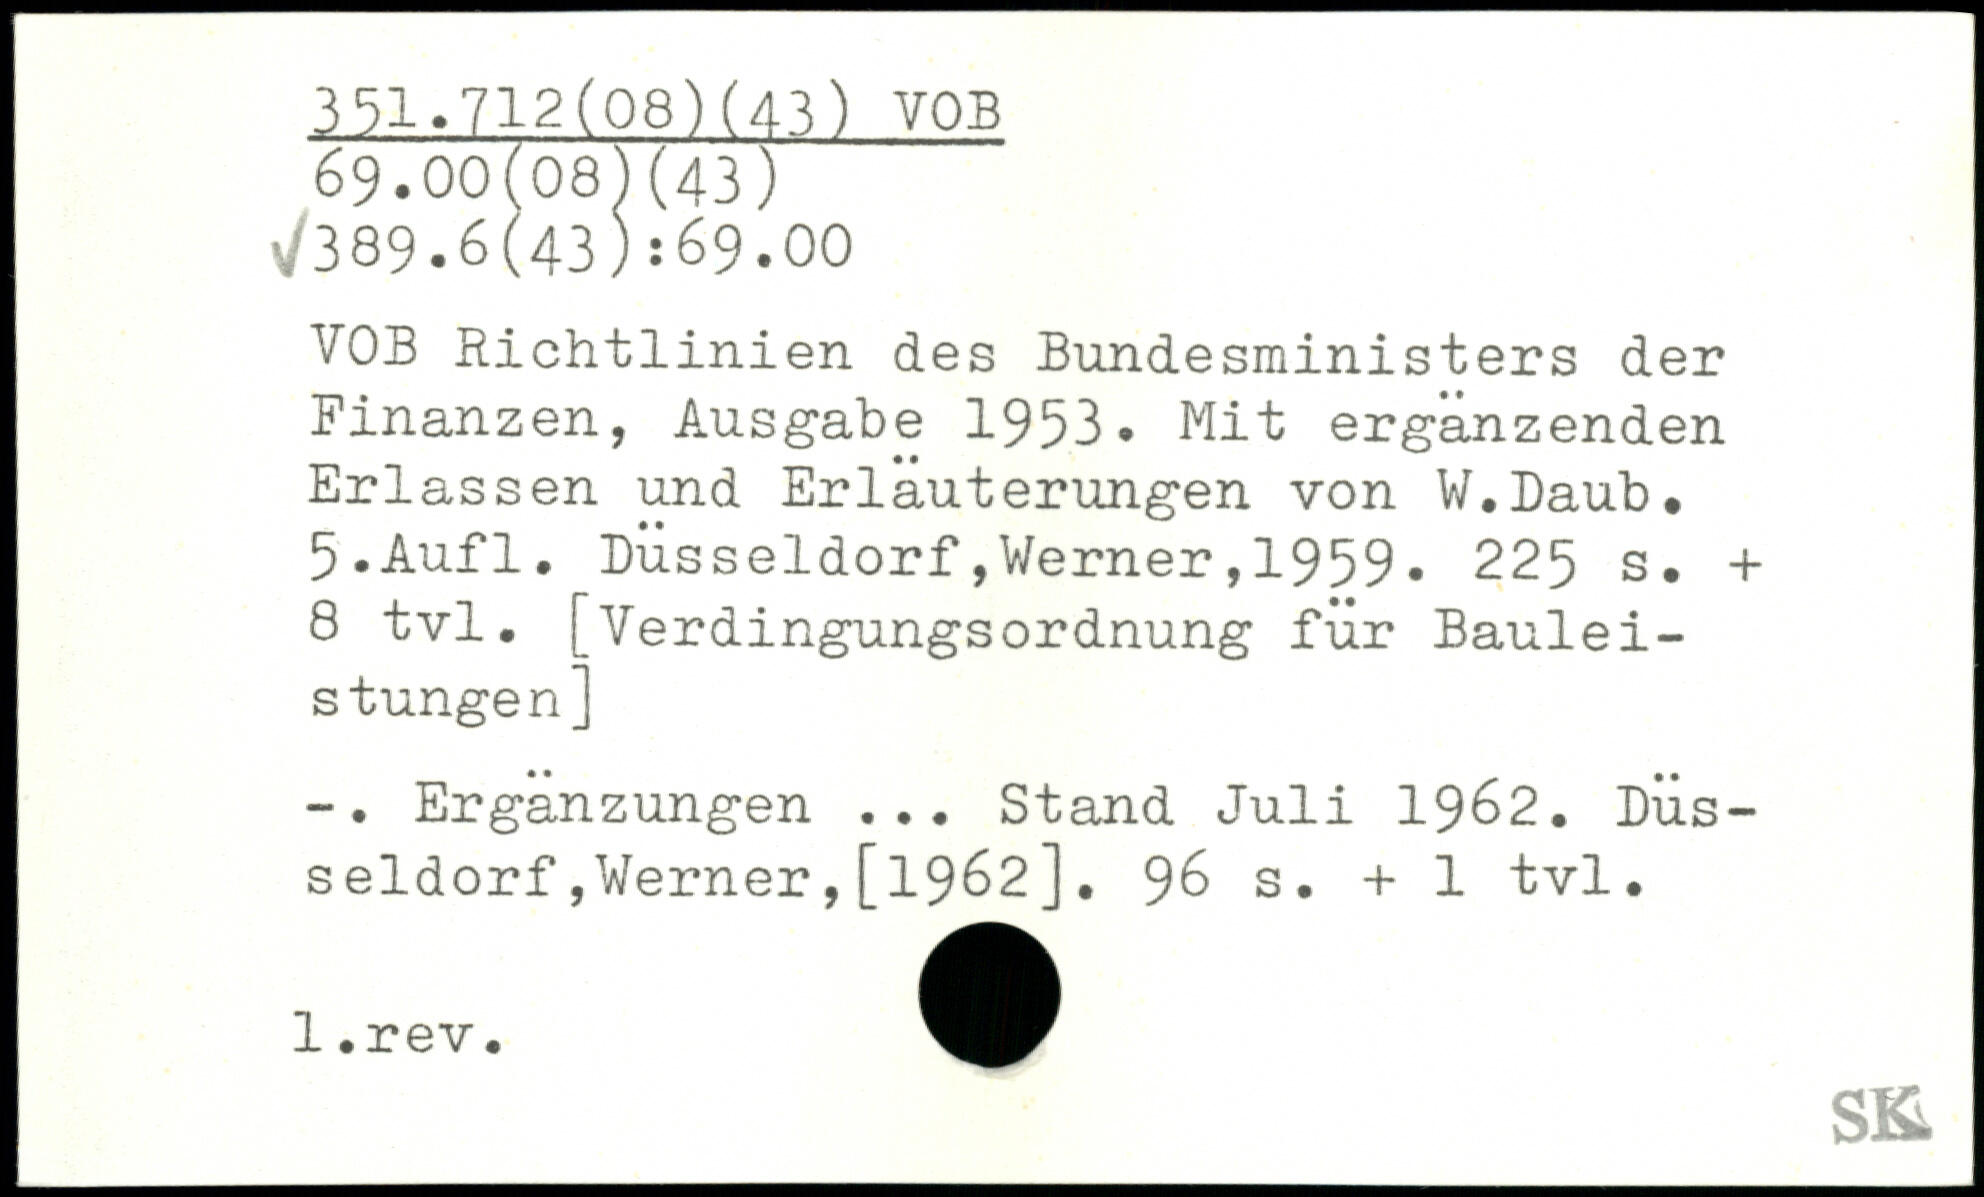 351.712(08)(43) VOB
69.00(08)(43)
✓389.6(43):69.00
VOB Richtlinien des Bundesministers der
Finanzen, Ausgabe 1953. Mit ergänzenden
Erlassen und Erläuterungen von W.Daub.
5.Aufl. Düsseldorf,Werner,1959. 225 s. +
8 tvl. [Verdingungsordnung für Baulei-
stungen]
-. Ergänzungen ... Stand Juli 1962. Düs-
seldorf,Werner,[1962]. 96 s. + 1 tvl.
1.rev.
SK